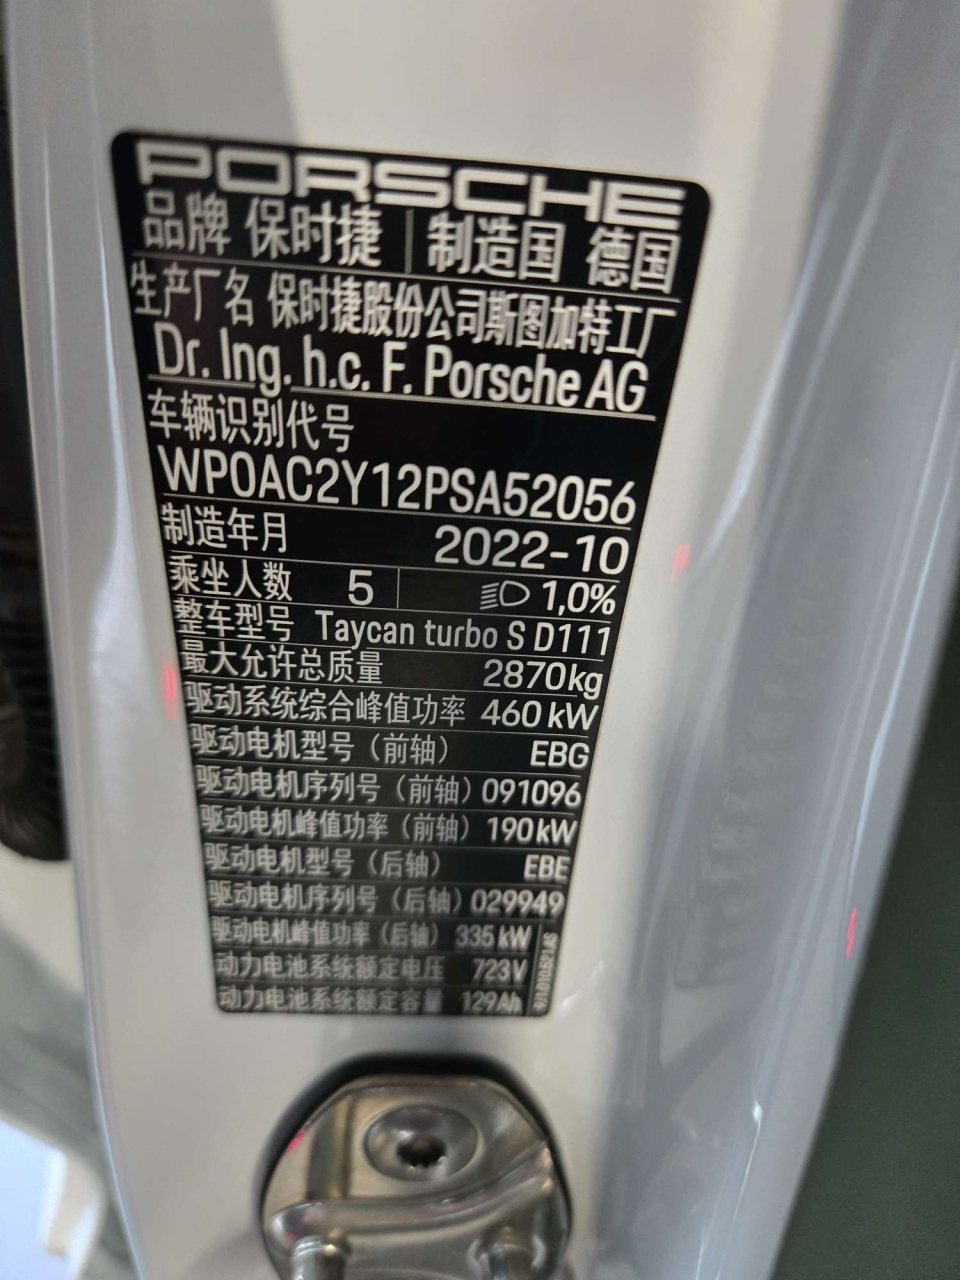 PORSCHE
品牌 保时捷 制造国 德国
生产厂名 保时捷股份公司斯图加特工厂
Dr. Ing. h.c. F. Porsche AG
车辆识别代号
WP0AC2Y12PSA52056
制造年月 2022-10
乘坐人数 5 1,0%
整车型号 Taycan turbo S D111
最大允许总质量 2870kg
驱动系统综合峰值功率 460 kW
驱动电机型号（前轴） EBG
驱动电机序列号（前轴） 091096
驱动电机峰值功率（前轴） 190kW
驱动电机型号（后轴） EBE
驱动电机序列号（后轴） 029949
驱动电机峰值功率（后轴） 335 kW
动力电池系统额定电压 723V
动力电池系统额定容量 129Ah